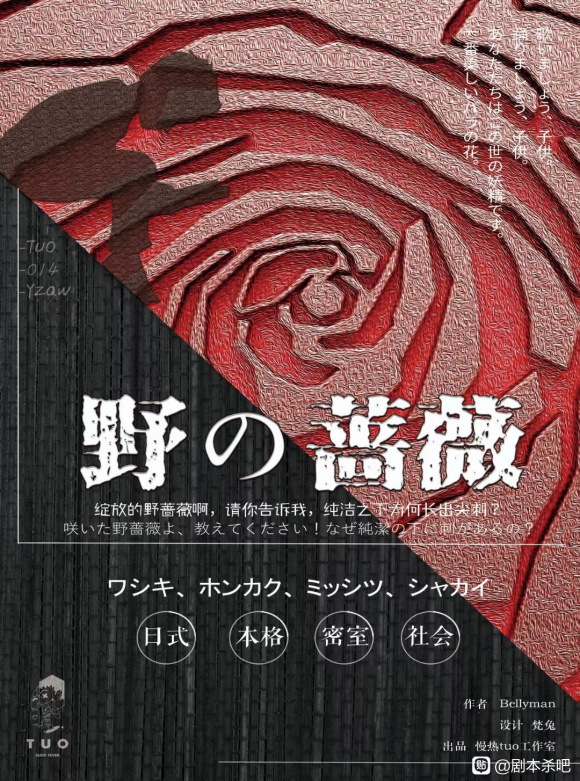 歌いましょう、子供。
踊りましょう、子供。
あなたたちは車の世の妖精です。
一番美しいバラの花。
-Tuo
-014
-Yzqw
野の薔薇
绽放的野蔷薇啊，请你告诉我，纯洁之下为何长出尖刺？
咲いた野薔薇よ、教えてください！なぜ純潔の下に刺があるの？
ワシキ、ホンカク、ミッシツ、シャカイ
日式 本格 密室 社会
作者 Bellyman
设计 梵兔
出品 慢热tuo工作室
TUO
SLOW FEVER
@剧本杀吧